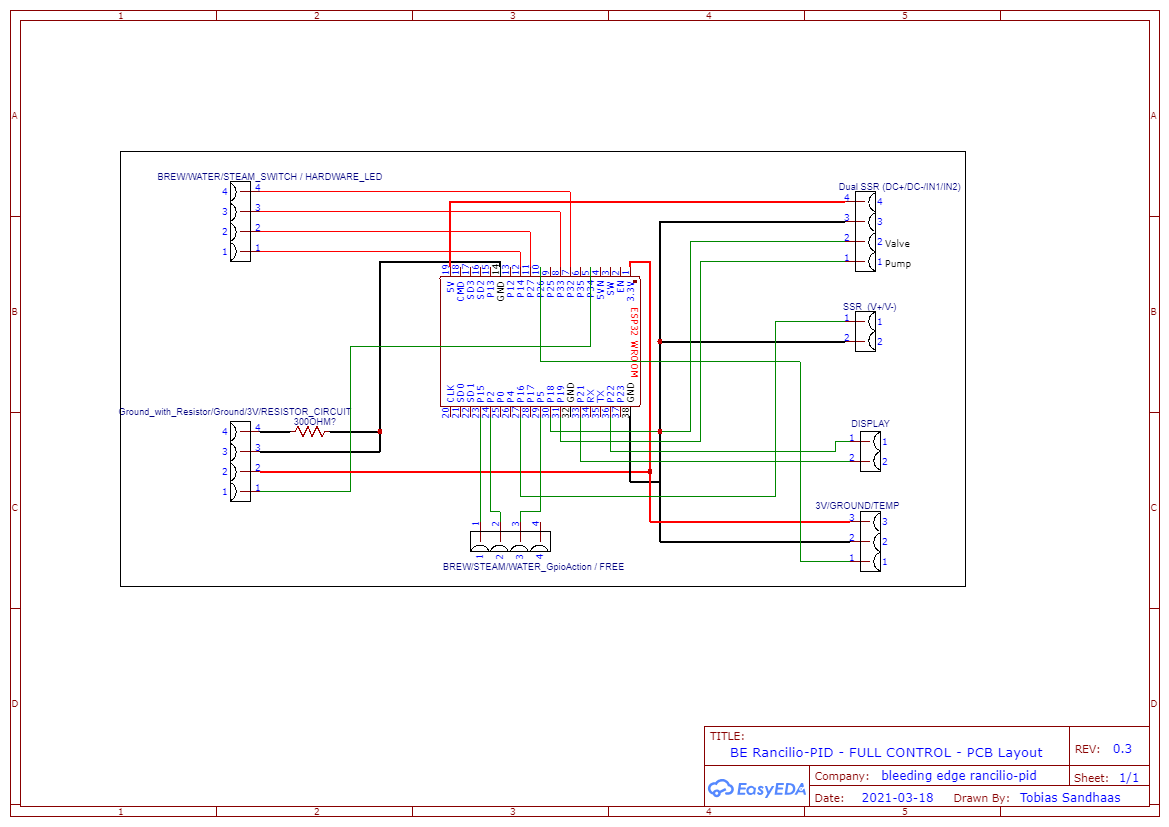 1 2 3 4 5
A A
B B
C C
D D
BREW/WATER/STEAM_SWITCH / HARDWARE_LED
4 4
3 3
2 2
1 1
Dual SSR (DC+/DC-/IN1/IN2)
4 4
3 3
2 2 Valve
1 1 Pump
19 18 17 16 15 14 13 12 11 10 9 8 7 6 5 4 3 2 1
5V CMD SD3 SD2 P13 GND P12 P14 P27 P26 P25 P33 P32 P35 P34 5VN SW EN 3.3V
ESP32 WROOM
SSR (V+/V-)
1 1
2 2
CLK SD0 SD1 P15 P2 P0 P4 P16 P17 P5 P18 P19 GND P21 RX TX P22 P23 GND
20 21 22 23 24 25 26 27 28 29 30 31 32 33 34 35 36 37 38
Ground_with_Resistor/Ground/3V/RESISTOR_CIRCUIT
300OHM?
4 4
3 3
2 2
1 1
DISPLAY
1 1
2 2
3V/GROUND/TEMP
3 3
2 2
1 1
1 2 3 4
1 2 3 4
BREW/STEAM/WATER_GpioAction / FREE
TITLE:
BE Rancilio-PID - FULL CONTROL - PCB Layout
REV: 0.3
EasyEDA
Company: bleeding edge rancilio-pid
Sheet: 1/1
Date: 2021-03-18 Drawn By: Tobias Sandhaas
1 2 3 4 5